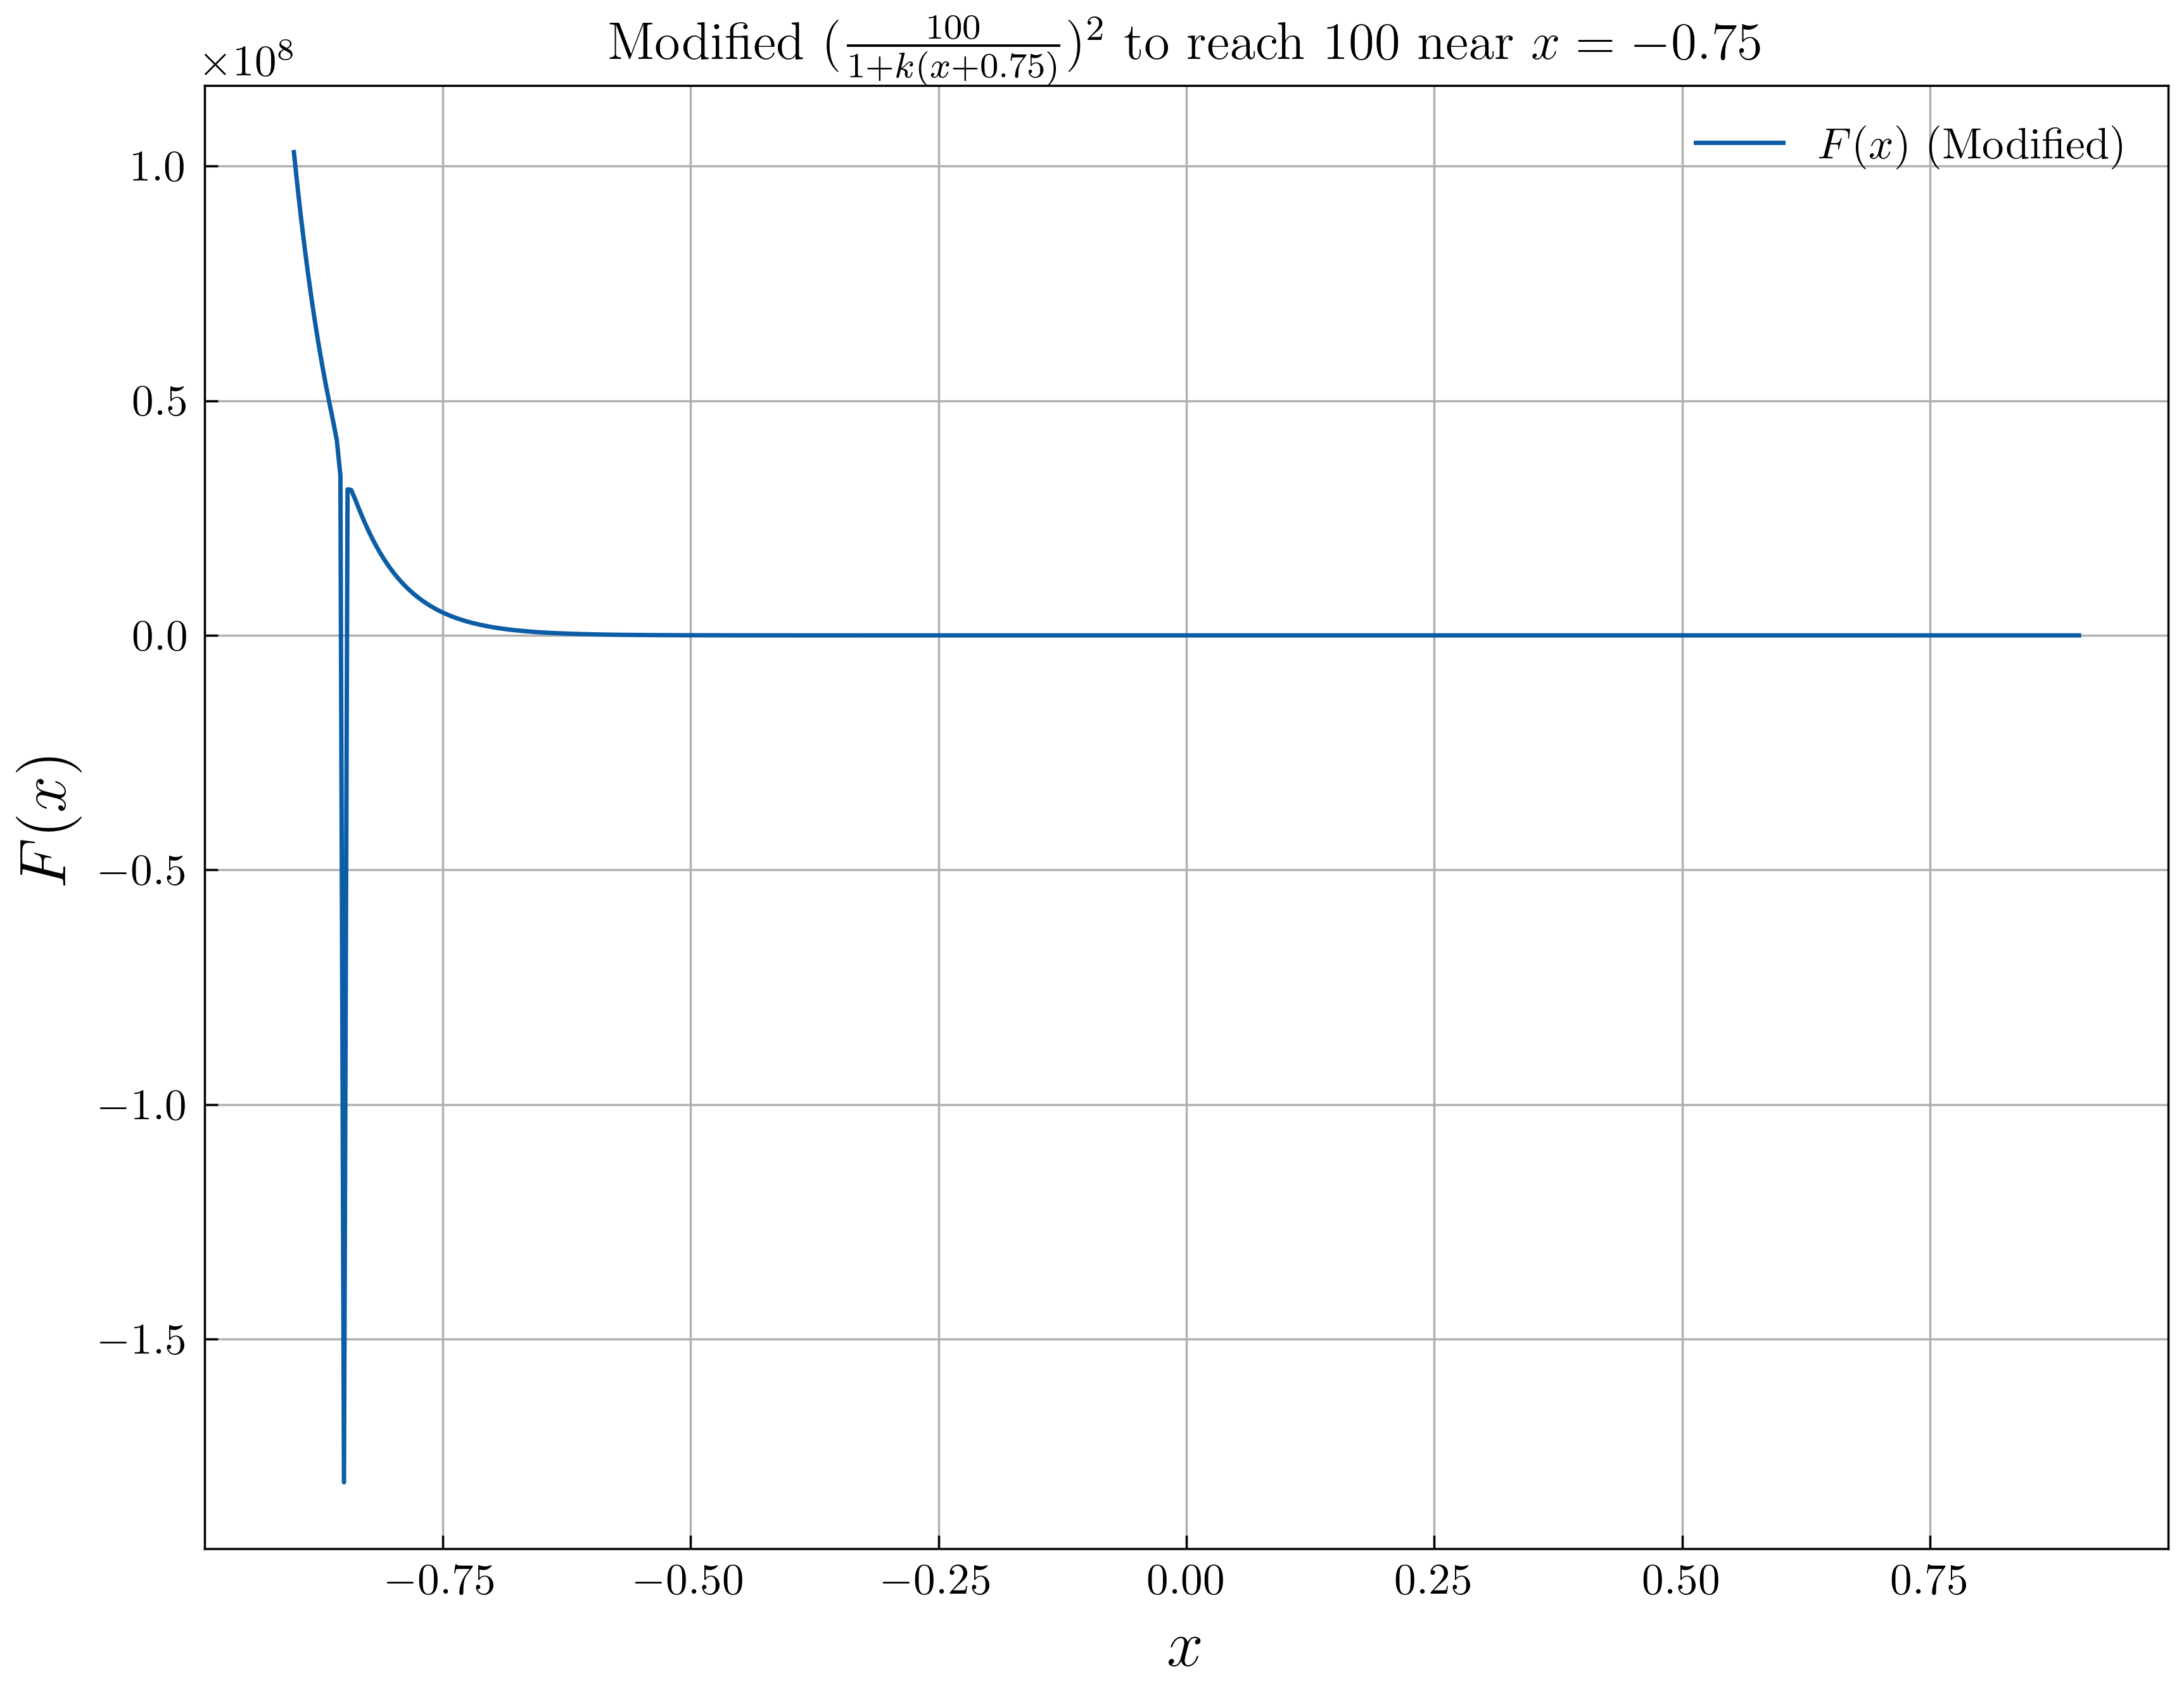 Modified $(\frac{100}{1+k(x+0.75)})^2$ to reach 100 near $x = -0.75$
×10⁸
F(x) (Modified)
1.0
0.5
0.0
−0.5
−1.0
−1.5
F(x)
−0.75 −0.50 −0.25 0.00 0.25 0.50 0.75
x